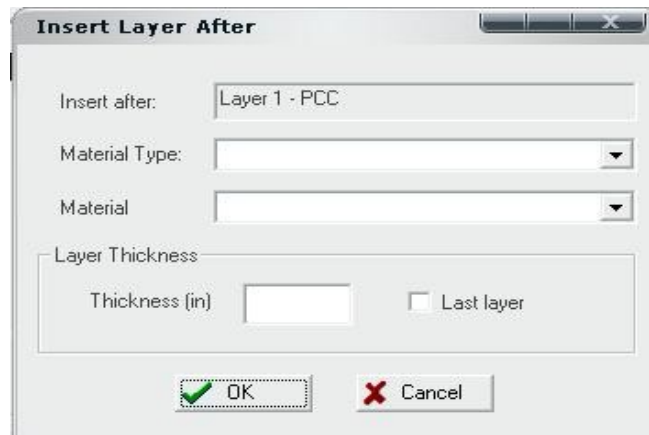 Insert Layer After
Insert after: Layer 1 - PCC
Material Type:
Material
Layer Thickness
Thickness (in) Last layer
OK Cancel